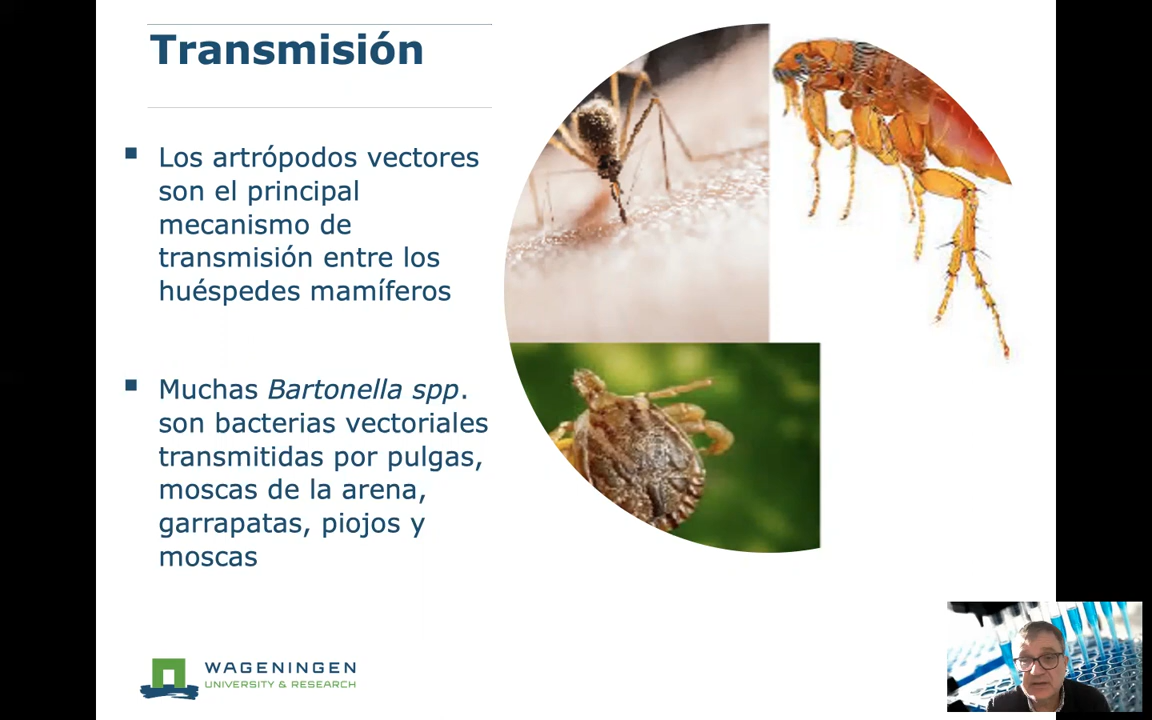 Transmisión
Los artrópodos vectores
son el principal
mecanismo de
transmisión entre los
huéspedes mamíferos
Muchas Bartonella spp.
son bacterias vectoriales
transmitidas por pulgas,
moscas de la arena,
garrapatas, piojos y
moscas
WAGENINGEN
UNIVERSITY & RESEARCH